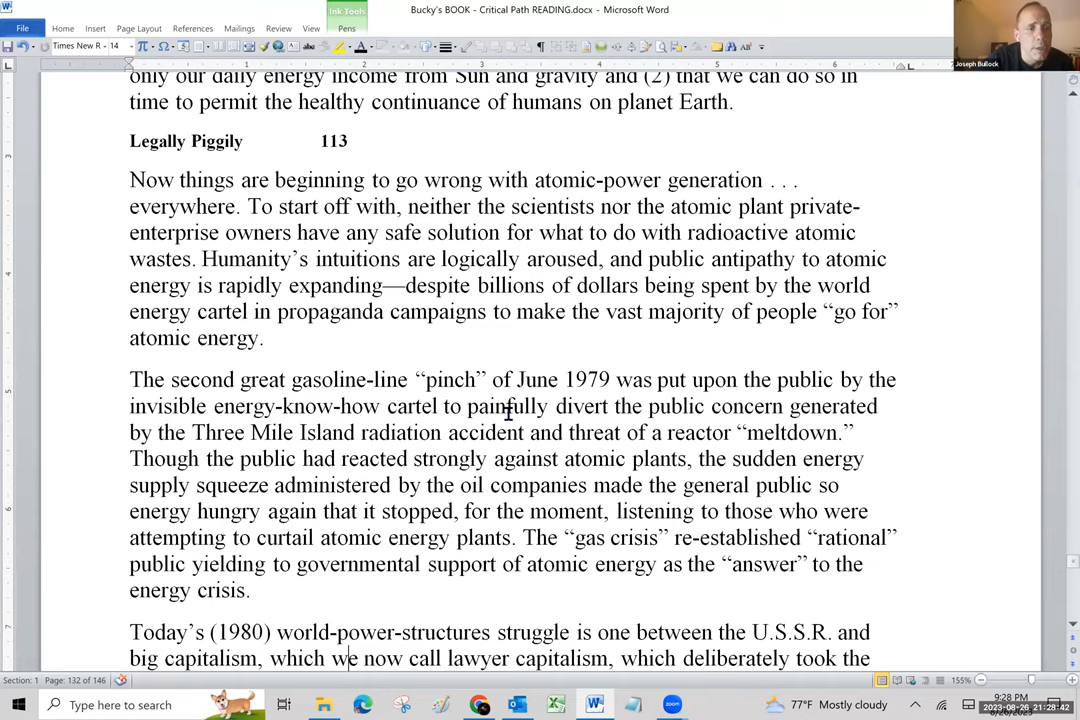 Bucky's BOOK - Critical Path READING.docx - Microsoft Word
Ink Tools
File Home Insert Page Layout References Mailings Review View Pens
Times New R 14
Joseph Bullock
only our daily energy income from Sun and gravity and (2) that we can do so in
time to permit the healthy continuance of humans on planet Earth.
Legally Piggily 113
Now things are beginning to go wrong with atomic-power generation . . .
everywhere. To start off with, neither the scientists nor the atomic plant private-
enterprise owners have any safe solution for what to do with radioactive atomic
wastes. Humanity’s intuitions are logically aroused, and public antipathy to atomic
energy is rapidly expanding—despite billions of dollars being spent by the world
energy cartel in propaganda campaigns to make the vast majority of people “go for”
atomic energy.
The second great gasoline-line “pinch” of June 1979 was put upon the public by the
invisible energy-know-how cartel to painfully divert the public concern generated
by the Three Mile Island radiation accident and threat of a reactor “meltdown.”
Though the public had reacted strongly against atomic plants, the sudden energy
supply squeeze administered by the oil companies made the general public so
energy hungry again that it stopped, for the moment, listening to those who were
attempting to curtail atomic energy plants. The “gas crisis” re-established “rational”
public yielding to governmental support of atomic energy as the “answer” to the
energy crisis.
Today’s (1980) world-power-structures struggle is one between the U.S.S.R. and
big capitalism, which we now call lawyer capitalism, which deliberately took the
Section: 1 Page: 132 of 146 155%
Type here to search
77°F Mostly cloudy
9:28 PM
2023-08-26 21:28:42